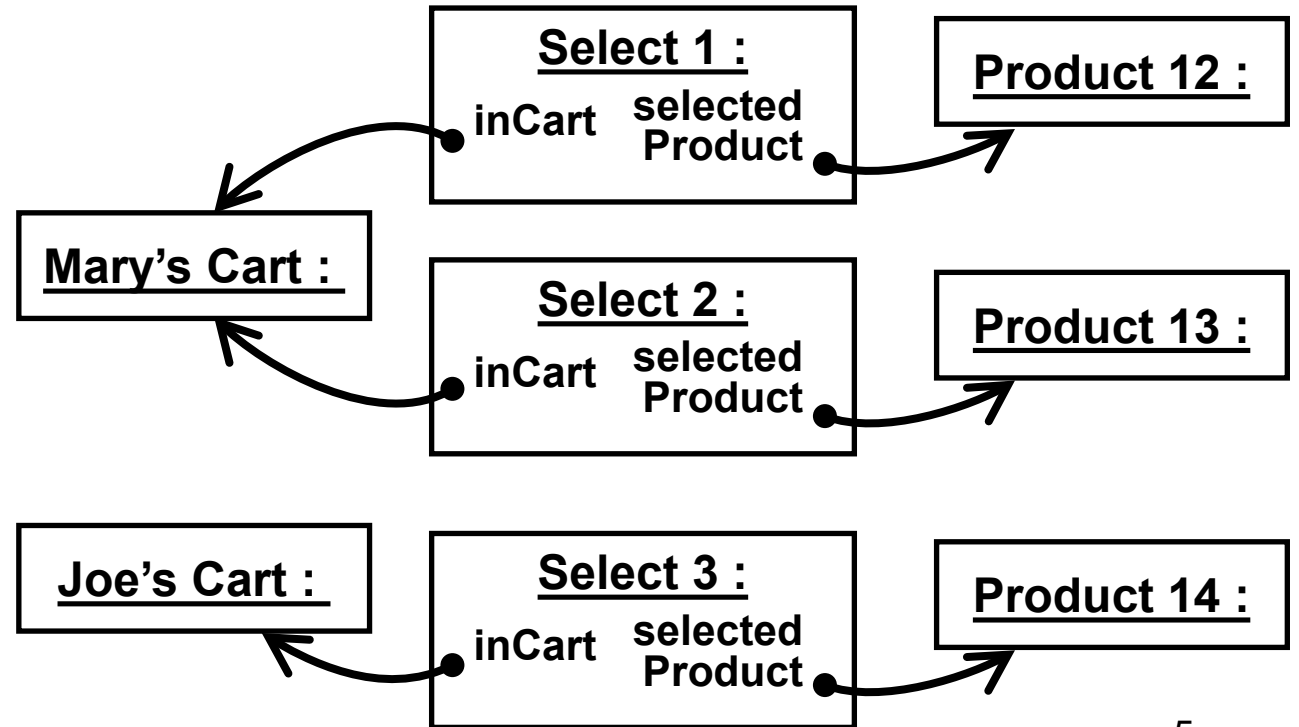 Select 1 :
inCart
selected
Product
Product 12 :
Mary’s Cart :
Select 2 :
inCart
selected
Product
Product 13 :
Joe’s Cart :
Select 3 :
inCart
selected
Product
Product 14 :